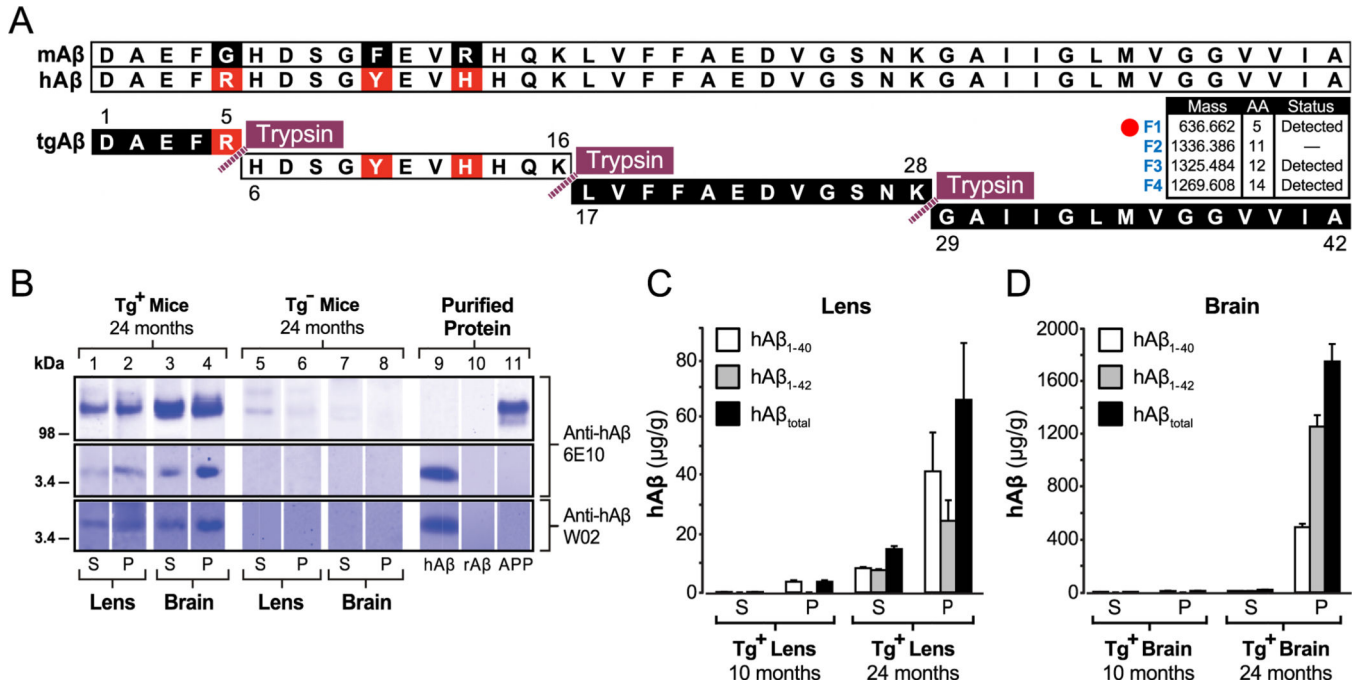 A
mAβ D A E F G H D S G F E V R H Q K L V F F A E D V G S N K G A I I G L M V G G V V I A
hAβ D A E F R H D S G Y E V H H Q K L V F F A E D V G S N K G A I I G L M V G G V V I A
1 5
tgAβ D A E F R Trypsin
H D S G Y E V H H Q K
6 16
Trypsin
L V F F A E D V G S N K
17 28
Trypsin
G A I I G L M V G G V V I A
29 42
Mass AA Status
F1 636.662 5 Detected
F2 1336.386 11 —
F3 1325.484 12 Detected
F4 1269.608 14 Detected
B
Tg+ Mice
24 months
Tg− Mice
24 months
Purified
Protein
kDa 1 2 3 4 5 6 7 8 9 10 11
98
3.4
3.4
Anti-hAβ
6E10
Anti-hAβ
W02
S P S P S P S P hAβ rAβ APP
Lens Brain Lens Brain
C
Lens
hAβ1-40
hAβ1-42
hAβtotal
hAβ (µg/g)
80
60
40
20
0
S P S P
Tg+ Lens
10 months
Tg+ Lens
24 months
D
Brain
hAβ1-40
hAβ1-42
hAβtotal
hAβ (µg/g)
2000
1600
1200
800
400
0
S P S P
Tg+ Brain
10 months
Tg+ Brain
24 months